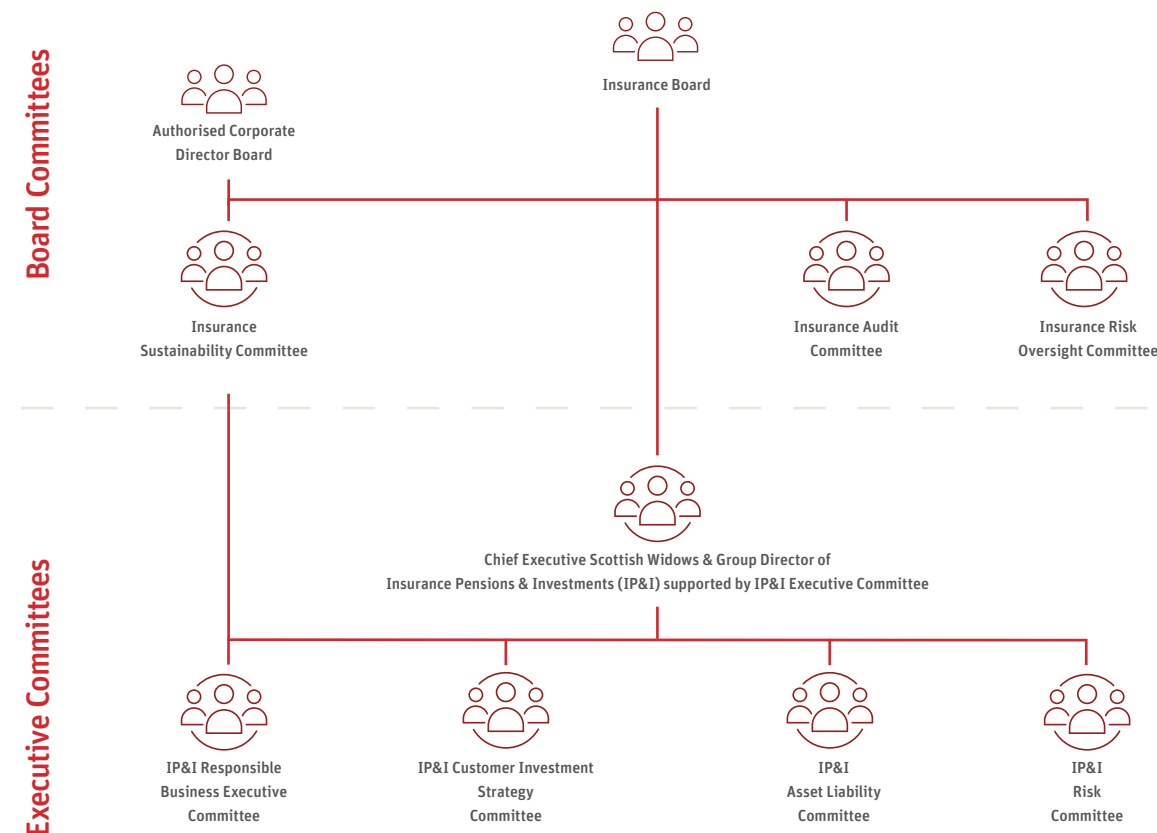 Board Committees
Insurance Board
Authorised Corporate
Director Board
Insurance
Sustainability Committee
Insurance Audit
Committee
Insurance Risk
Oversight Committee
Executive Committees
Chief Executive Scottish Widows & Group Director of
Insurance Pensions & Investments (IP&I) supported by IP&I Executive Committee
IP&I Responsible
Business Executive
Committee
IP&I Customer Investment
Strategy
Committee
IP&I
Asset Liability
Committee
IP&I
Risk
Committee